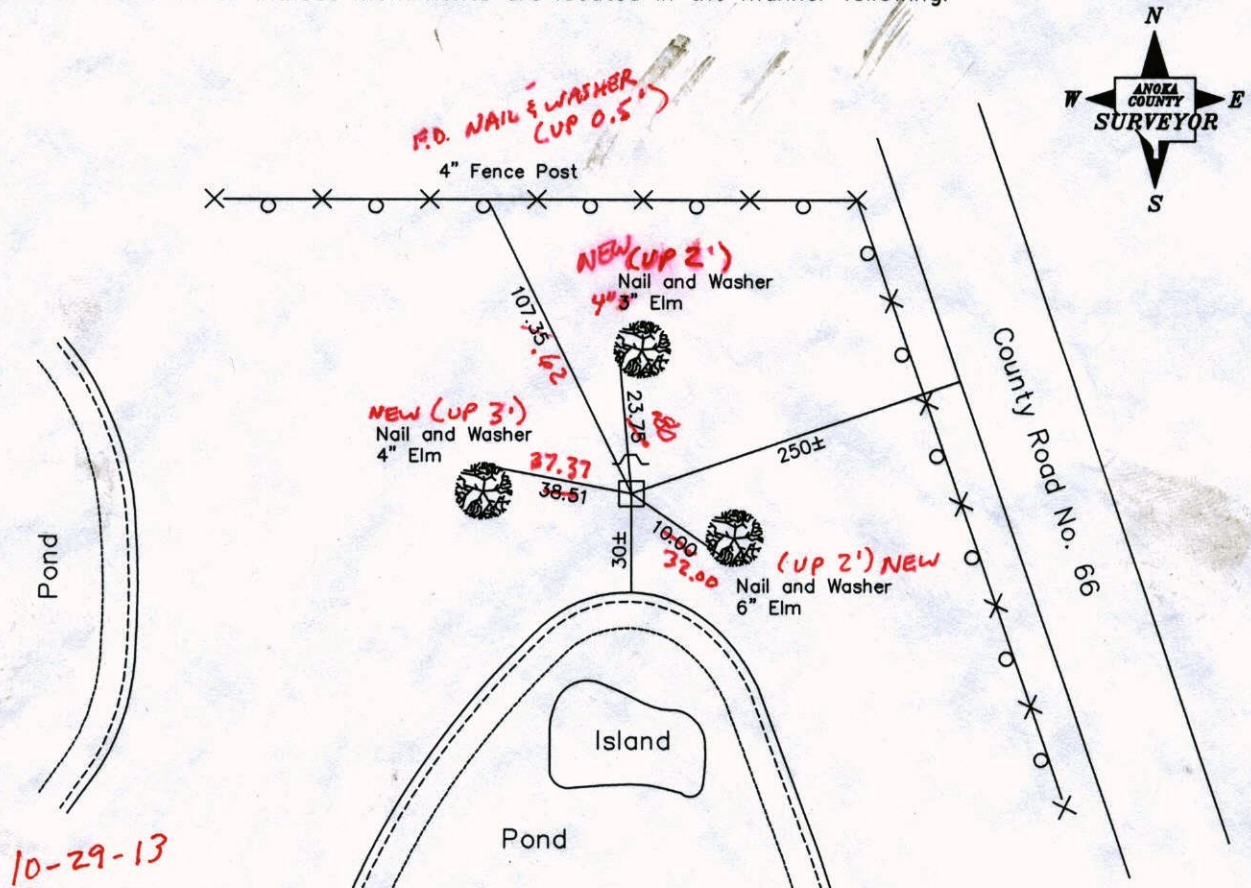 N
W ANOKA E
COUNTY
SURVEYOR
S
F.D. NAIL & WASHER
(UP 0.5')
4" Fence Post
NEW (UP 2')
Nail and Washer
4" 3" Elm
107.35
.62
23.75
.80
NEW (UP 3')
Nail and Washer
4" Elm
37.37
38.51
250±
County Road No. 66
10.00
32.00
(UP 2') NEW
Nail and Washer
6" Elm
30±
Pond
Island
Pond
10-29-13